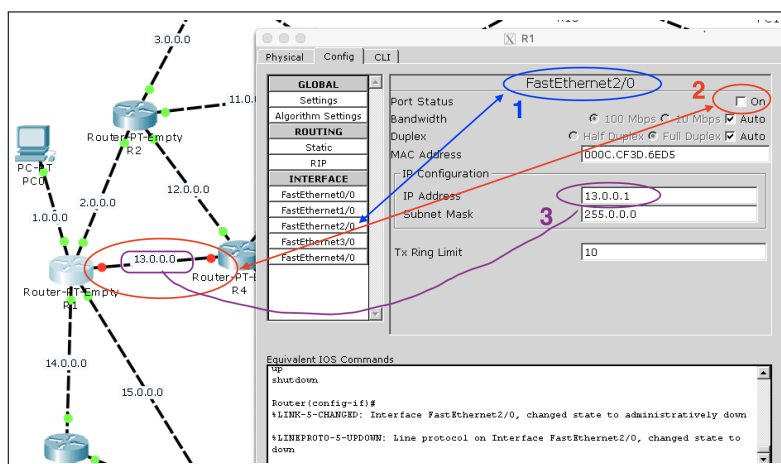 3.0.0.0
R1
Physical Config CLI
GLOBAL
Settings
Algorithm Settings
ROUTING
Static
RIP
INTERFACE
FastEthernet0/0
FastEthernet1/0
FastEthernet2/0
FastEthernet3/0
FastEthernet4/0
FastEthernet2/0
Port Status On
Bandwidth 100 Mbps 10 Mbps Auto
Duplex Half Duplex Full Duplex Auto
MAC Address 000C.CF3D.6ED5
IP Configuration
IP Address 13.0.0.1
Subnet Mask 255.0.0.0
Tx Ring Limit 10
1
2
3
11.0.
Router-PT-Empty
R2
PC-PT
PC0
12.0.0.0
2.0.0.0
1.0.0.0
13.0.0.0
Router-PT-Empty
R1
Router-PT-E
R4
14.0.0.0
15.0.0.0
Equivalent IOS Commands
up
shutdown
Router(config-if)#
%LINK-5-CHANGED: Interface FastEthernet2/0, changed state to administratively down
%LINEPROTO-5-UPDOWN: Line protocol on Interface FastEthernet2/0, changed state to
down